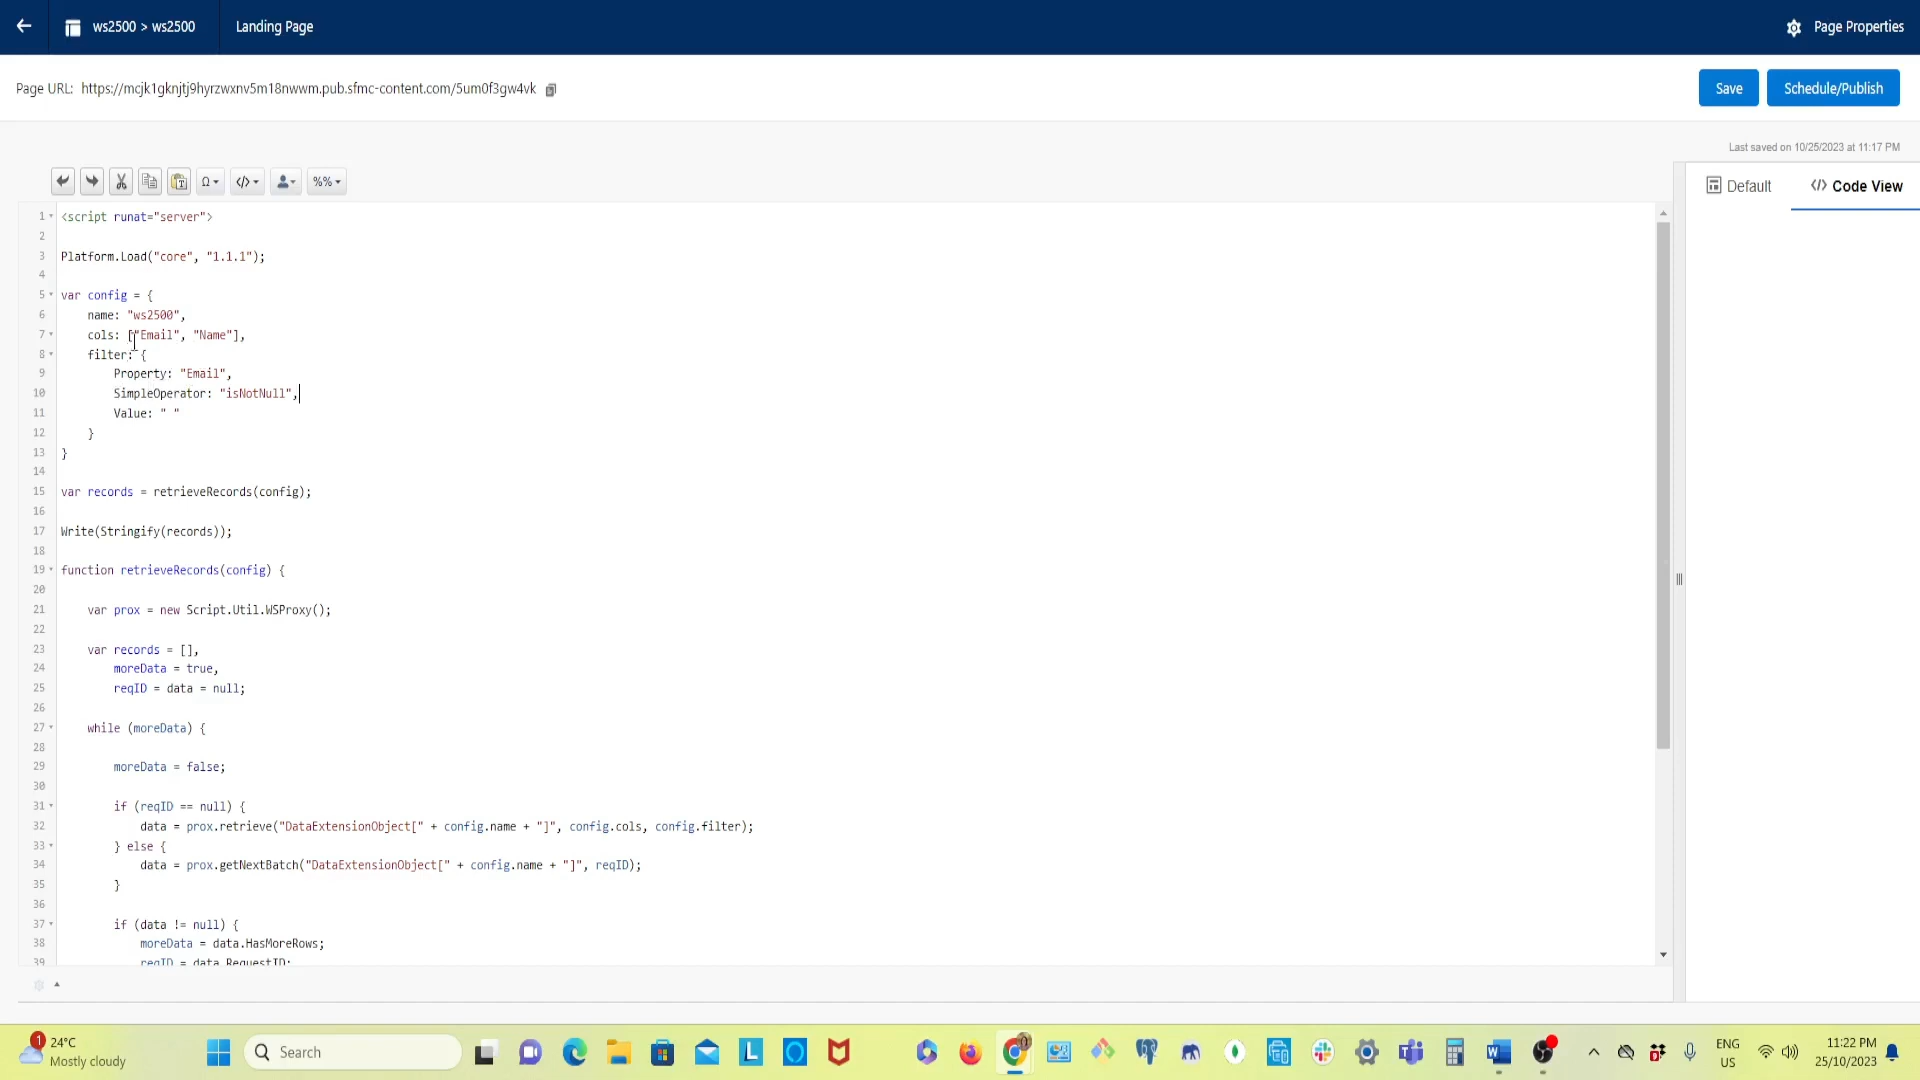 ws2500 > ws2500
Landing Page
Page Properties
Page URL: https://mcjk1gknjtj9hyrzwxnv5m18nwwm.pub.sfmc-content.com/5um0f3gw4vk
Save
Schedule/Publish
Last saved on 10/25/2023 at 11:17 PM
Ω
</>
%%
Default
</> Code View
1 <script runat="server">
2
3 Platform.Load("core", "1.1.1");
4
5 var config = {
6 name: "ws2500",
7 cols: ["Email", "Name"],
8 filter: {
9 Property: "Email",
10 SimpleOperator: "isNotNull",
11 Value: " "
12 }
13 }
14
15 var records = retrieveRecords(config);
16
17 Write(Stringify(records));
18
19 function retrieveRecords(config) {
20
21 var prox = new Script.Util.WSProxy();
22
23 var records = [],
24 moreData = true,
25 reqID = data = null;
26
27 while (moreData) {
28
29 moreData = false;
30
31 if (reqID == null) {
32 data = prox.retrieve("DataExtensionObject[" + config.name + "]", config.cols, config.filter);
33 } else {
34 data = prox.getNextBatch("DataExtensionObject[" + config.name + "]", reqID);
35 }
36
37 if (data != null) {
38 moreData = data.HasMoreRows;
39 reqID = data.RequestID;
1
24°C
Mostly cloudy
Search
ENG
US
11:22 PM
25/10/2023